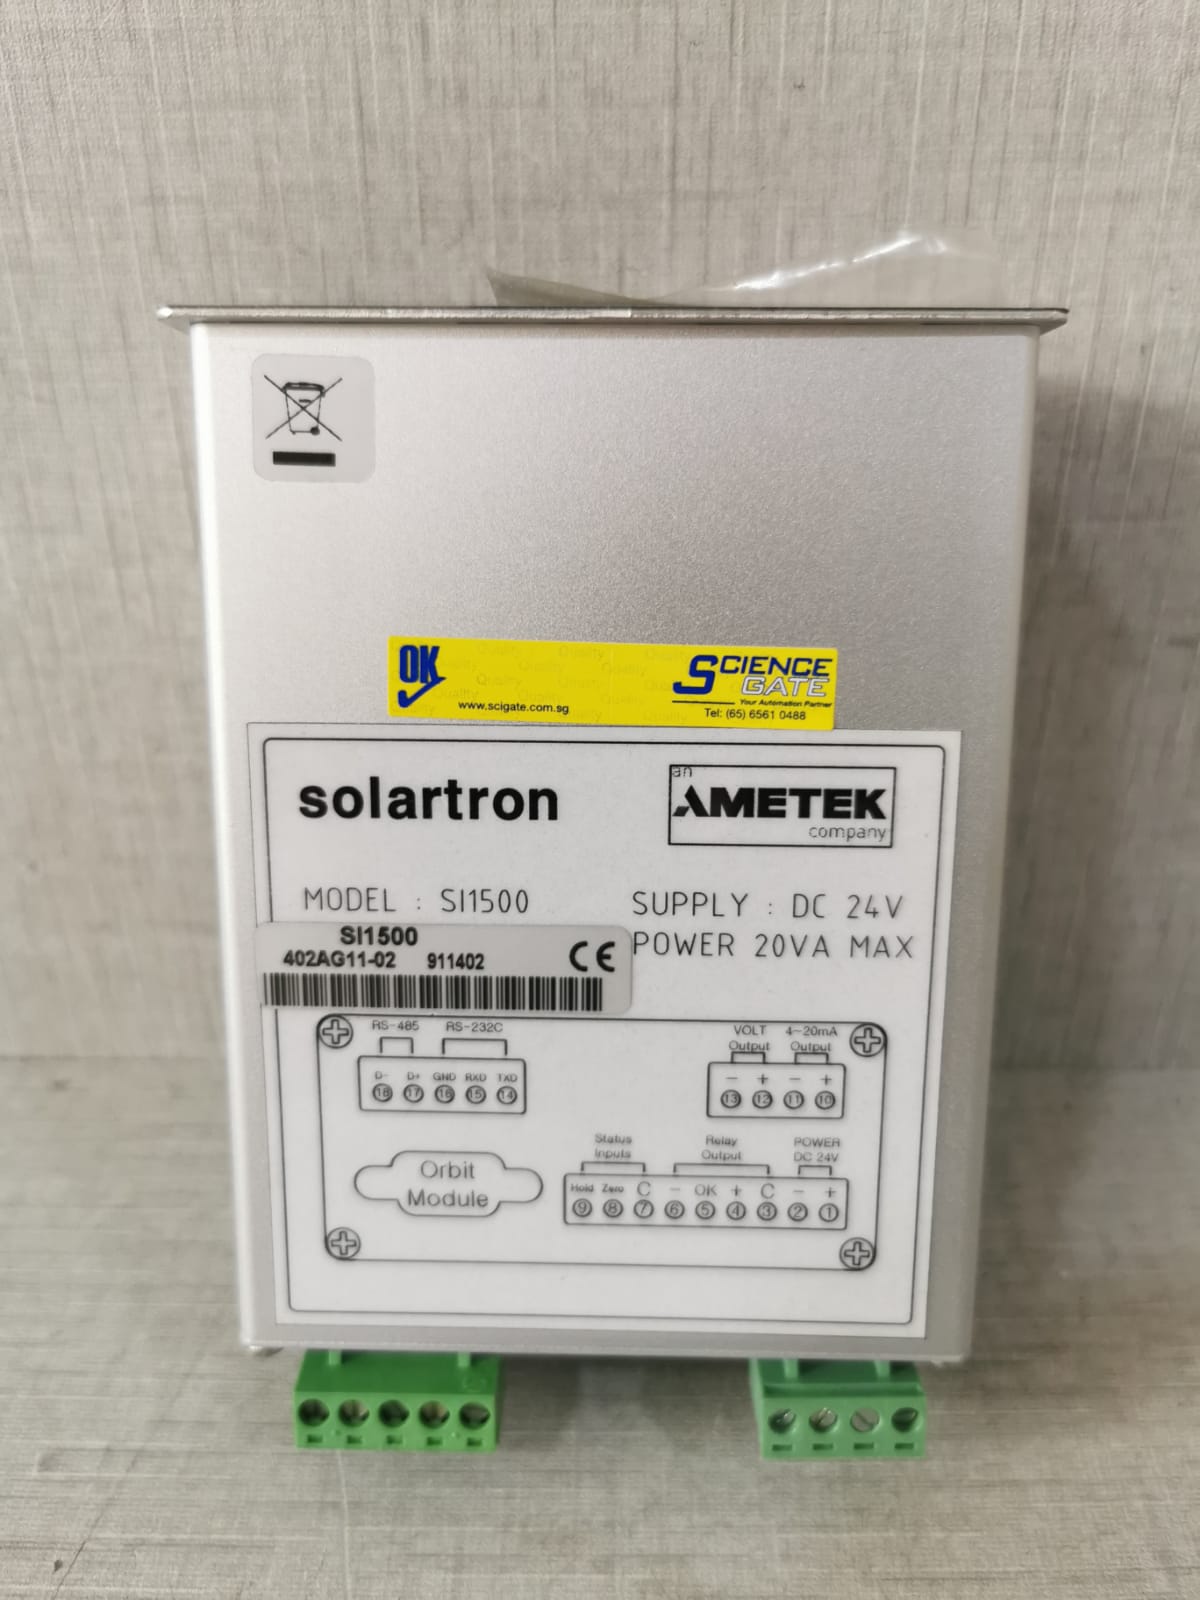 OK
www.scigate.com.sg
SCIENCE
GATE
Your Automation Partner
Tel: (65) 6561 0488
solartron
an
AMETEK
company
MODEL : SI1500
SUPPLY : DC 24V
POWER 20VA MAX
SI1500
402AG11-02 911402
CE
RS-485 RS-232C
D- D+ GND RXD TXD
18 17 16 15 14
VOLT 4~20mA
Output Output
- + - +
13 12 11 10
Orbit
Module
Status Relay POWER
Inputs Output DC 24V
Hold Zero C - OK + C - +
9 8 7 6 5 4 3 2 1